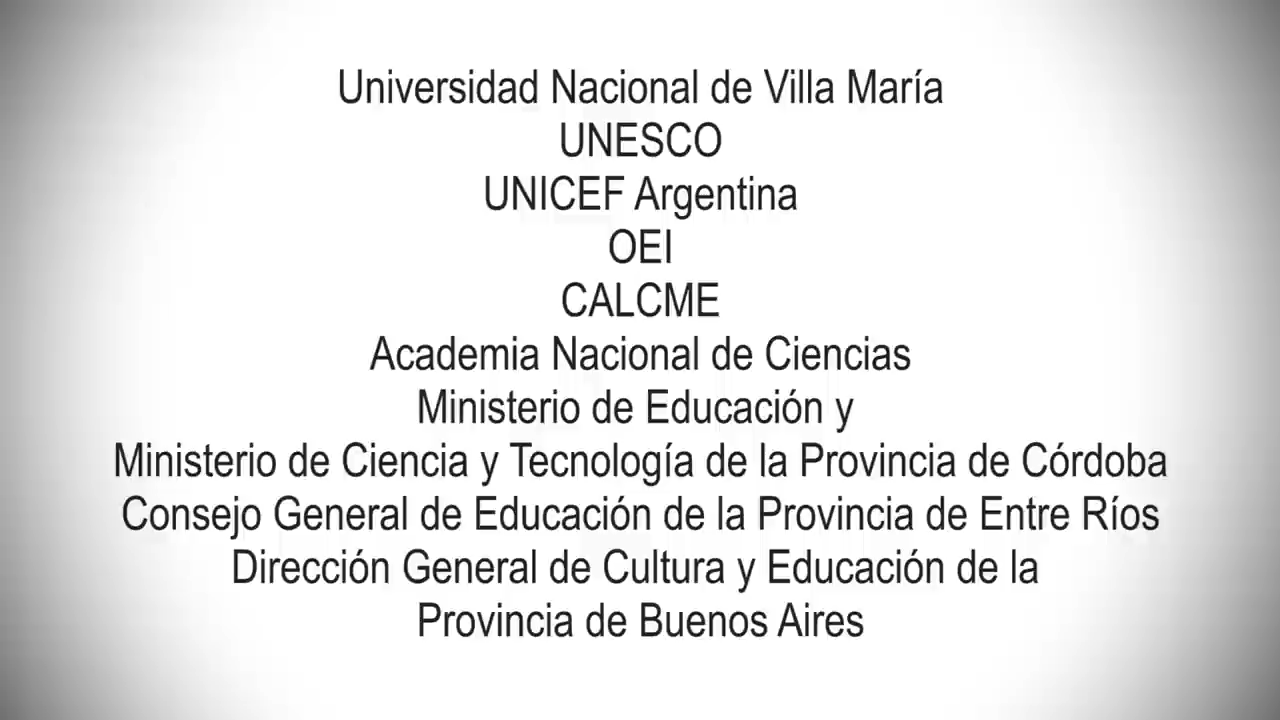 Universidad Nacional de Villa María
UNESCO
UNICEF Argentina
OEI
CALCME
Academia Nacional de Ciencias
Ministerio de Educación y
Ministerio de Ciencia y Tecnología de la Provincia de Córdoba
Consejo General de Educación de la Provincia de Entre Ríos
Dirección General de Cultura y Educación de la
Provincia de Buenos Aires